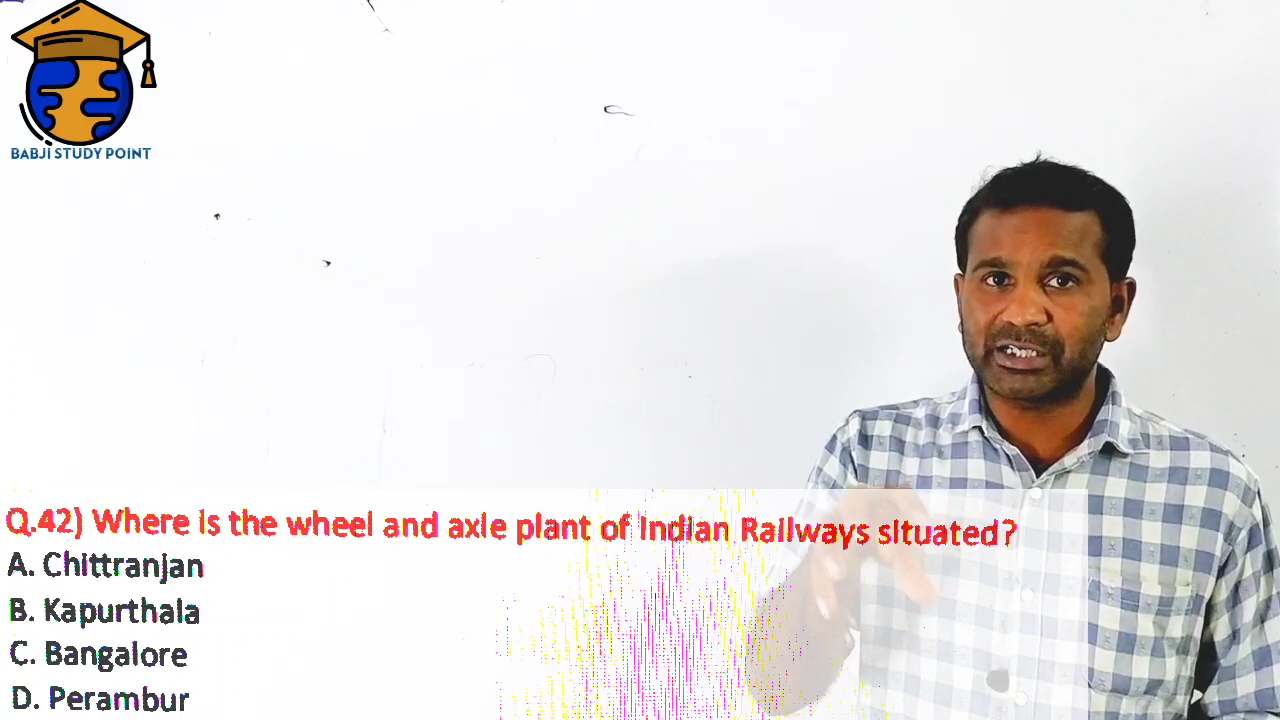 BABJI STUDY POINT
Q.42) Where is the wheel and axle plant of Indian Railways situated?
A. Chittranjan
B. Kapurthala
C. Bangalore
D. Perambur